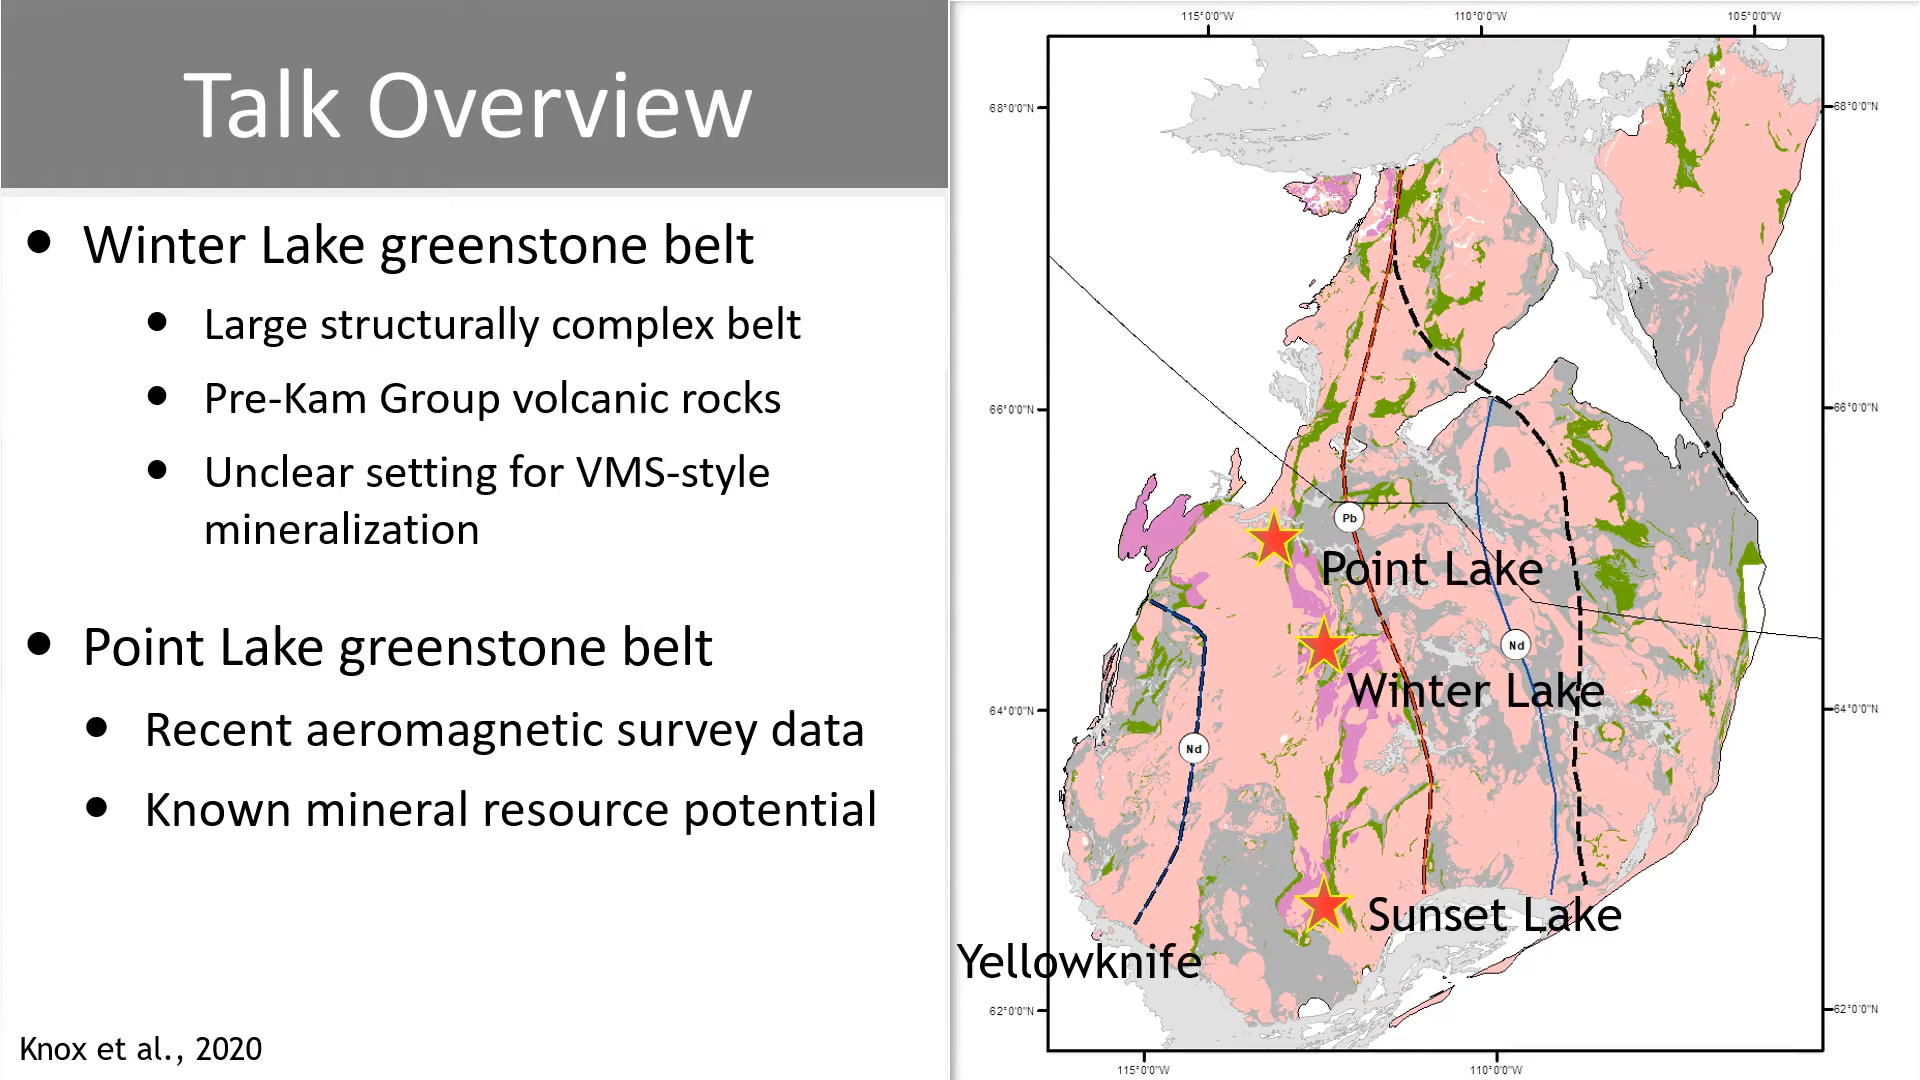 Talk Overview
• Winter Lake greenstone belt
• Large structurally complex belt
• Pre-Kam Group volcanic rocks
• Unclear setting for VMS-style
mineralization
• Point Lake greenstone belt
• Recent aeromagnetic survey data
• Known mineral resource potential
Knox et al., 2020
115°0'0"W
110°0'0"W
105°0'0"W
68°0'0"N
68°0'0"N
66°0'0"N
66°0'0"N
Pb
Point Lake
Nd
Winter Lake
64°0'0"N
64°0'0"N
Nd
Sunset Lake
Yellowknife
62°0'0"N
62°0'0"N
115°0'0"W
110°0'0"W